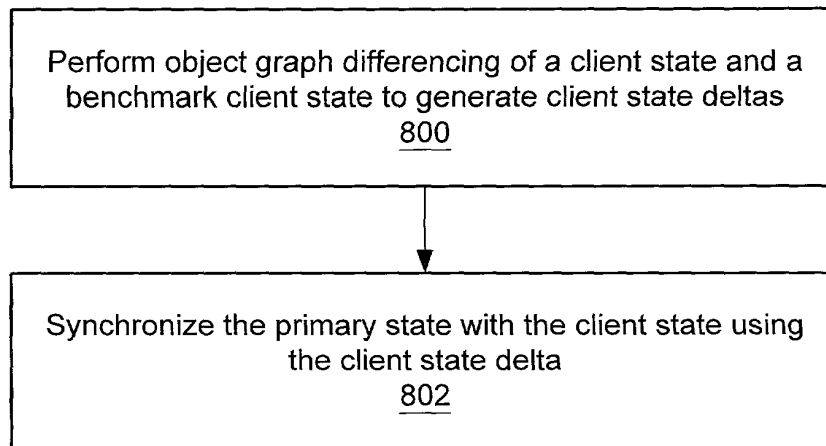 Perform object graph differencing of a client state and a
benchmark client state to generate client state deltas
800
Synchronize the primary state with the client state using
the client state delta
802